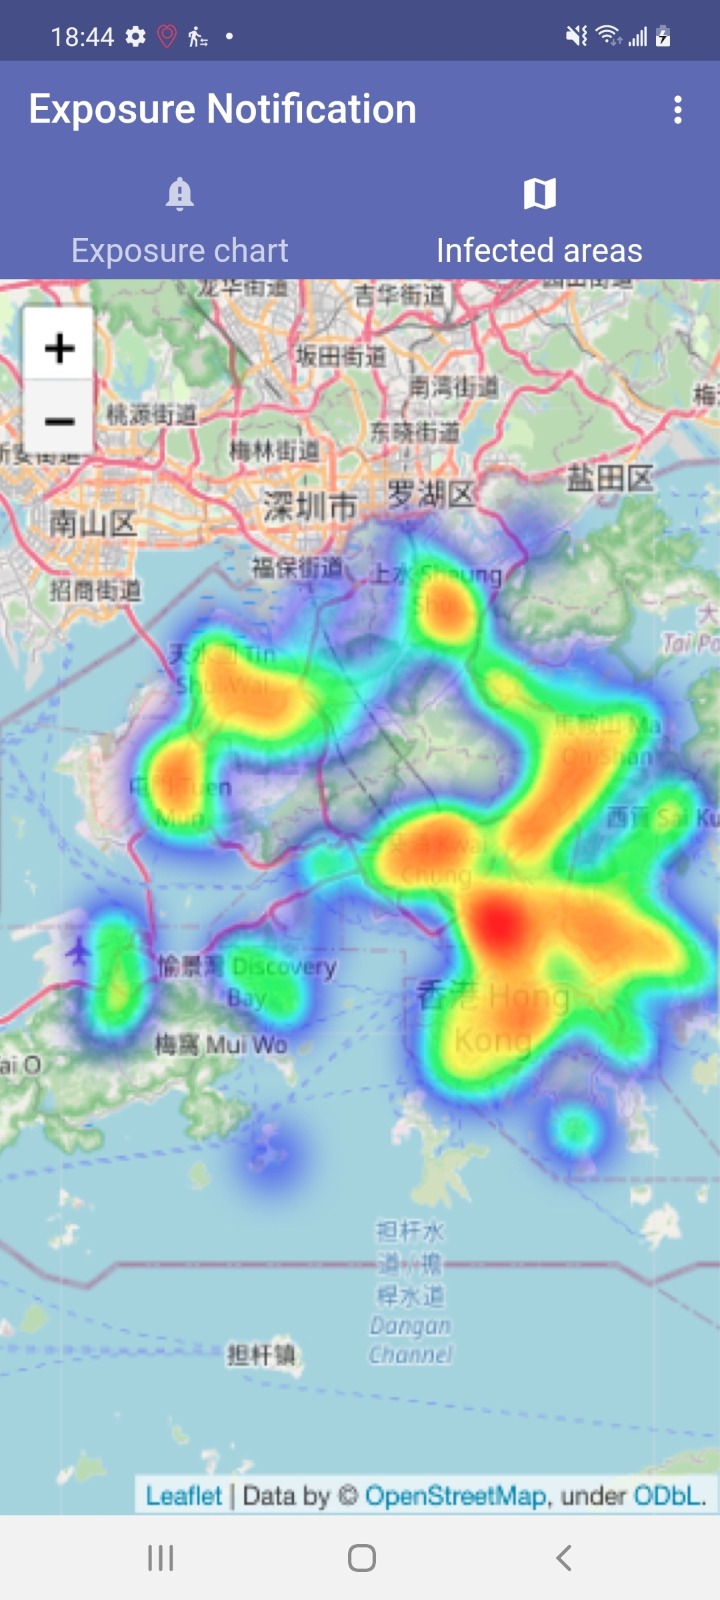 18:44
Exposure Notification
Exposure chart
Infected areas
龙华街道
吉华街道
+
坂田街道
南湾街道
桃源街道
东晓街道
−
梅林街道
盐田区
深圳市
罗湖区
南山区
福保街道
上水 Sheung
Shui
招商街道
Tai Po
天水圍 Tin
Shui Wai
馬鞍山 Ma
On Shan
屯門 Tuen
Mun
西貢 Sai Ku
葵涌 Kwai
Chung
愉景灣 Discovery
Bay
香港 Hong
Kong
梅窩 Mui Wo
ai O
担杆水
道 / 擔
桿水道
Dangan
Channel
担杆镇
Leaflet | Data by © OpenStreetMap, under ODbL.